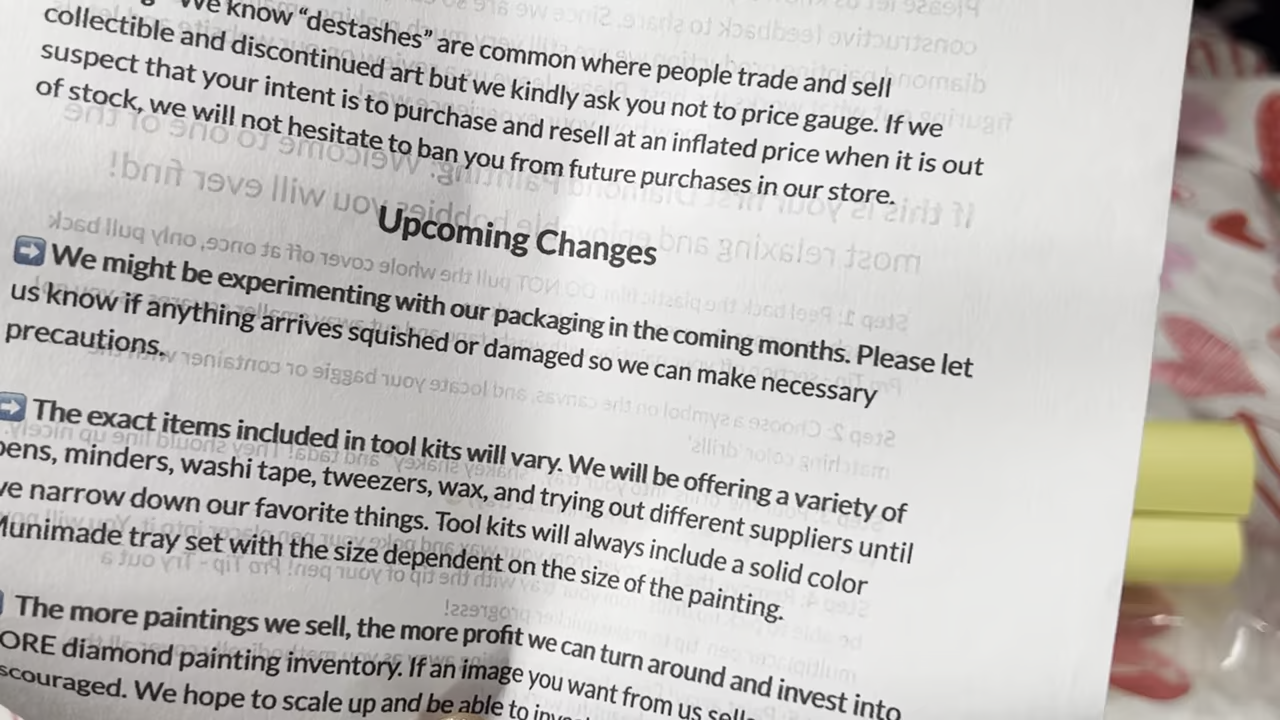 We know “destashes” are common where people trade and sell
collectible and discontinued art but we kindly ask you not to price gauge. If we
suspect that your intent is to purchase and resell at an inflated price when it is out
of stock, we will not hesitate to ban you from future purchases in our store.
Upcoming Changes
➡️ We might be experimenting with our packaging in the coming months. Please let
us know if anything arrives squished or damaged so we can make necessary
precautions.
➡️ The exact items included in tool kits will vary. We will be offering a variety of
pens, minders, washi tape, tweezers, wax, and trying out different suppliers until
we narrow down our favorite things. Tool kits will always include a solid color
Munimade tray set with the size dependent on the size of the painting.
The more paintings we sell, the more profit we can turn around and invest into
ORE diamond painting inventory. If an image you want from us sells
scouraged. We hope to scale up and be able to